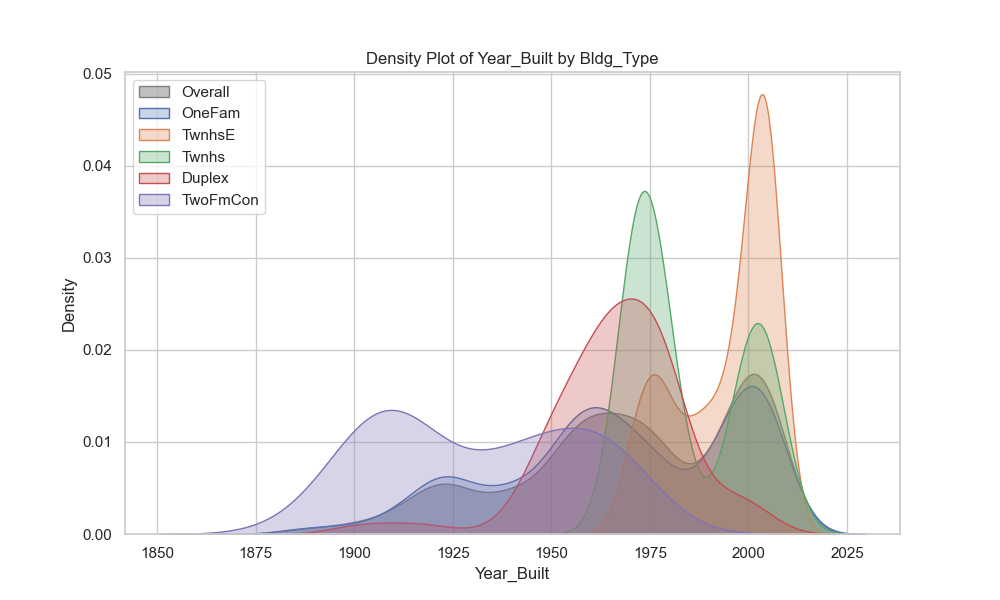 Density Plot of Year_Built by Bldg_Type
Overall
OneFam
TwnhsE
Twnhs
Duplex
TwoFmCon
Density
0.05
0.04
0.03
0.02
0.01
0.00
1850
1875
1900
1925
1950
1975
2000
2025
Year_Built